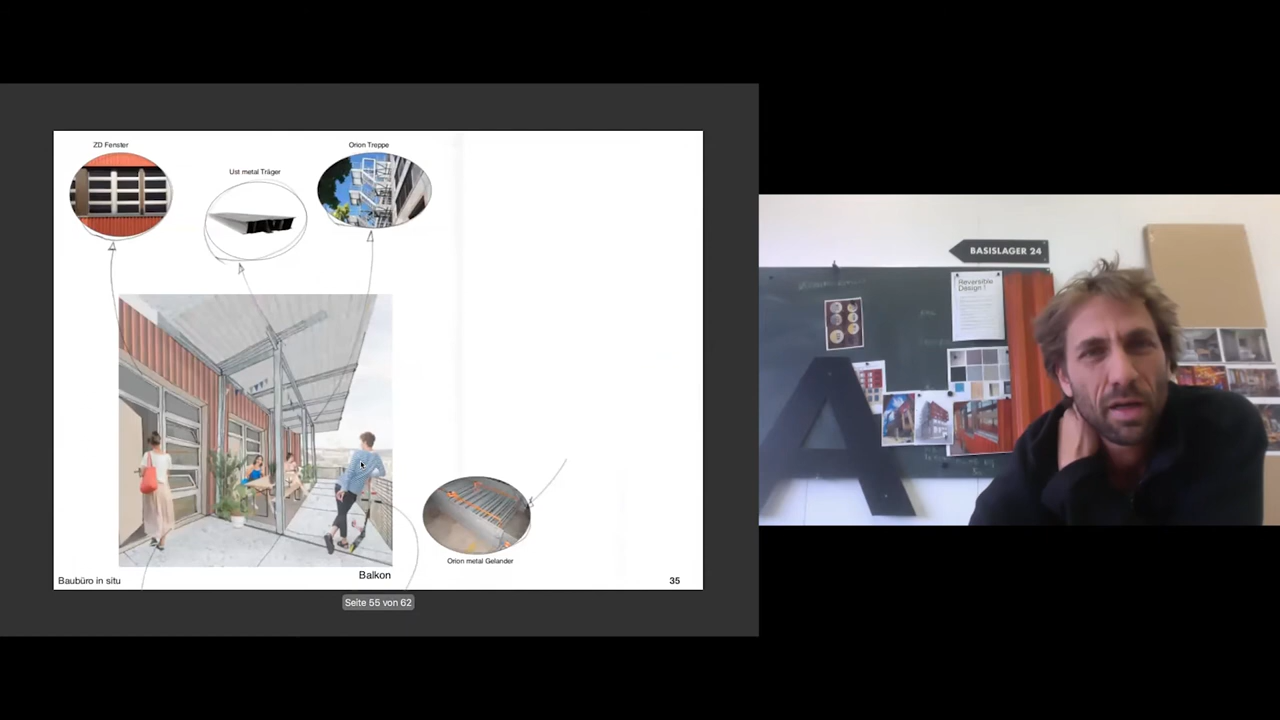 ZD Fenster
Ust metal Träger
Orion Treppe
Orion metal Gelander
Balkon
Baubüro in situ
35
Seite 55 von 62
BASISLAGER 24
Reversible
Design !
A